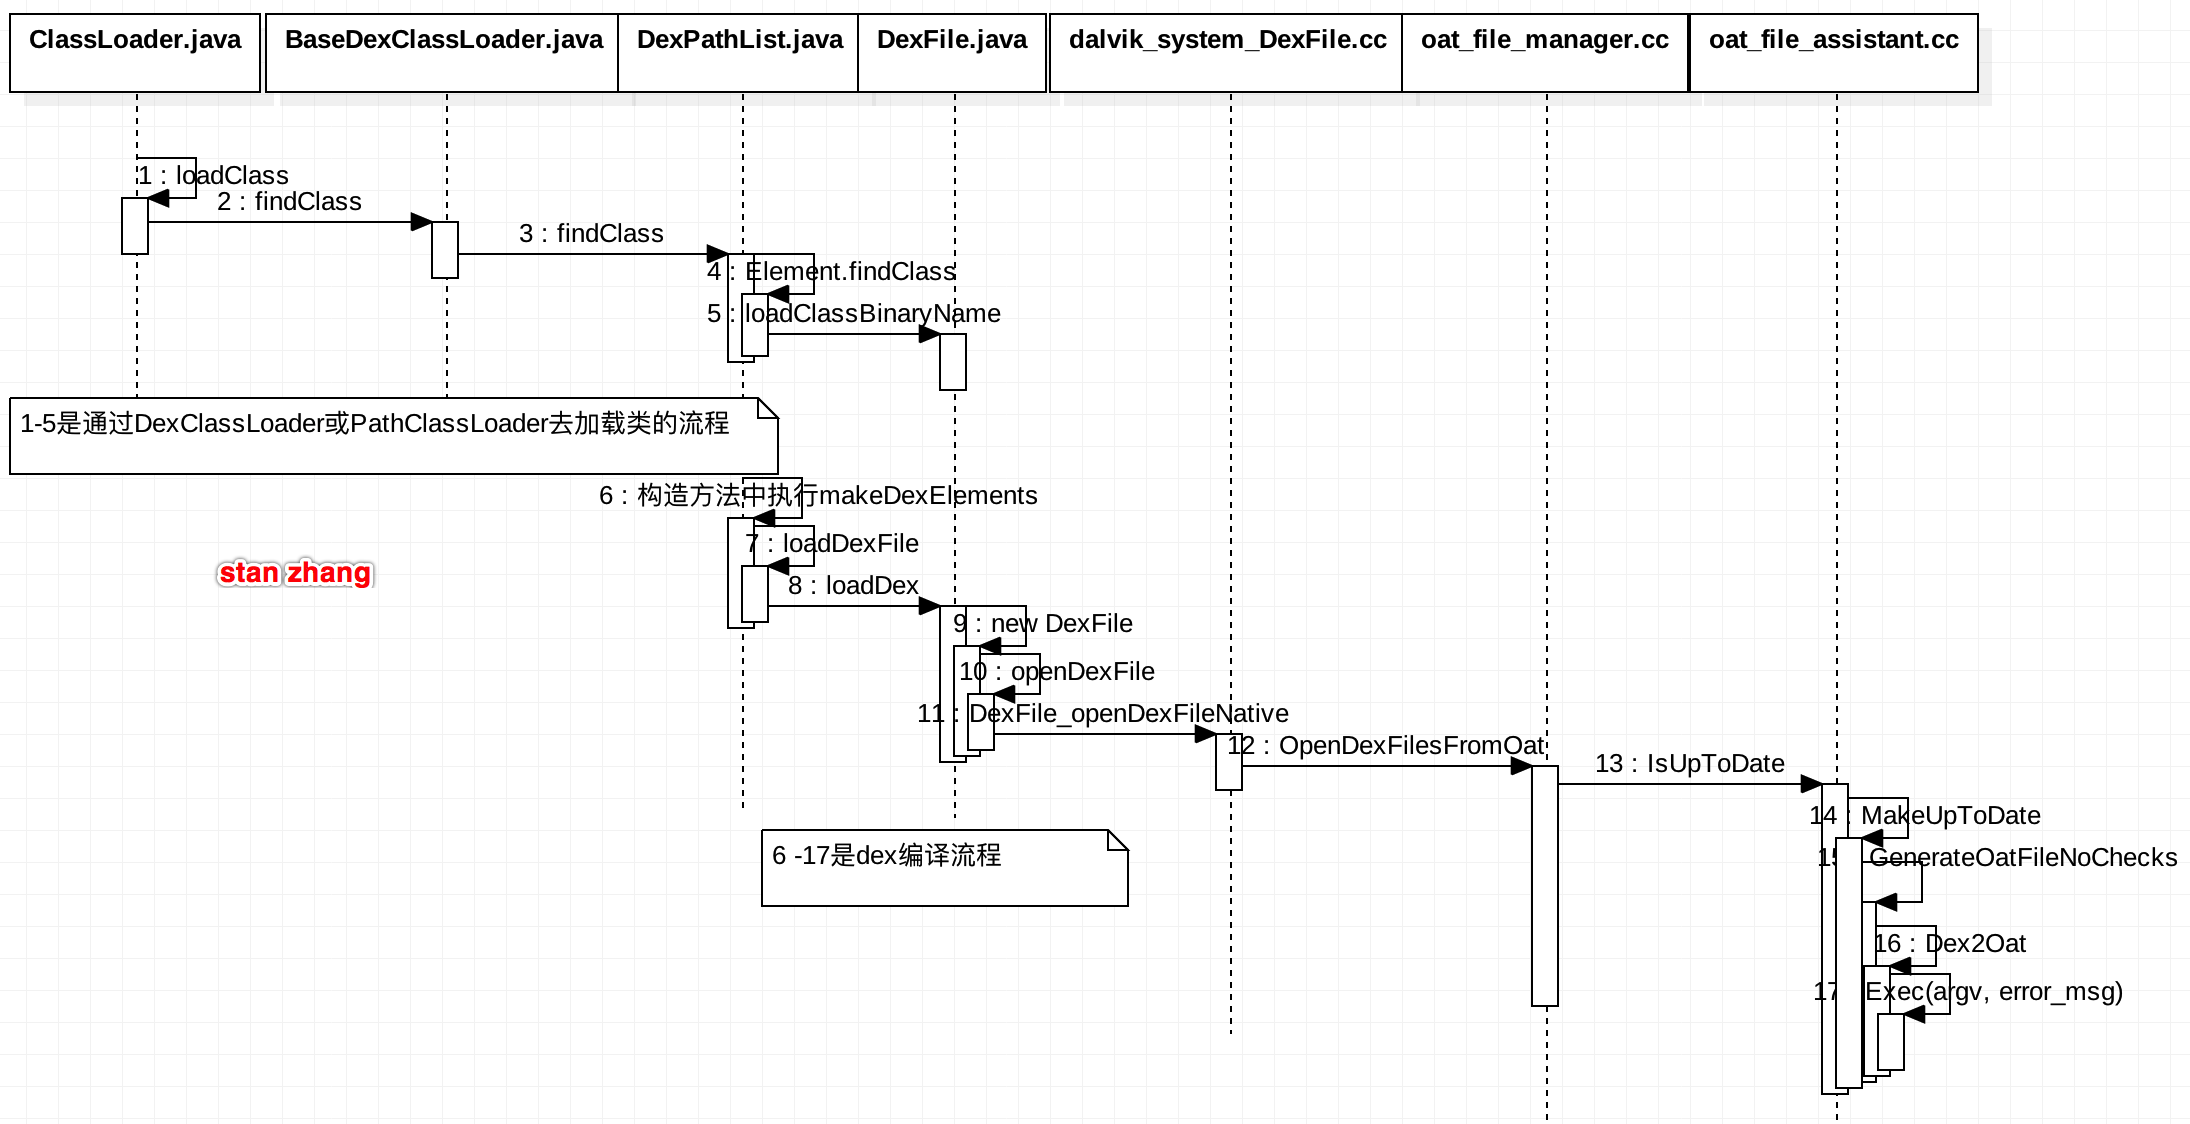 ClassLoader.java
BaseDexClassLoader.java
DexPathList.java
DexFile.java
dalvik_system_DexFile.cc
oat_file_manager.cc
oat_file_assistant.cc
1 : loadClass
2 : findClass
3 : findClass
4 : Element.findClass
5 : loadClassBinaryName
1-5是通过DexClassLoader或PathClassLoader去加载类的流程
6 : 构造方法中执行makeDexElements
7 : loadDexFile
stan zhang
8 : loadDex
9 : new DexFile
10 : openDexFile
11 : DexFile_openDexFileNative
12 : OpenDexFilesFromOat
13 : IsUpToDate
14 : MakeUpToDate
6 -17是dex编译流程
15 GenerateOatFileNoChecks
16 : Dex2Oat
17 Exec(argv, error_msg)